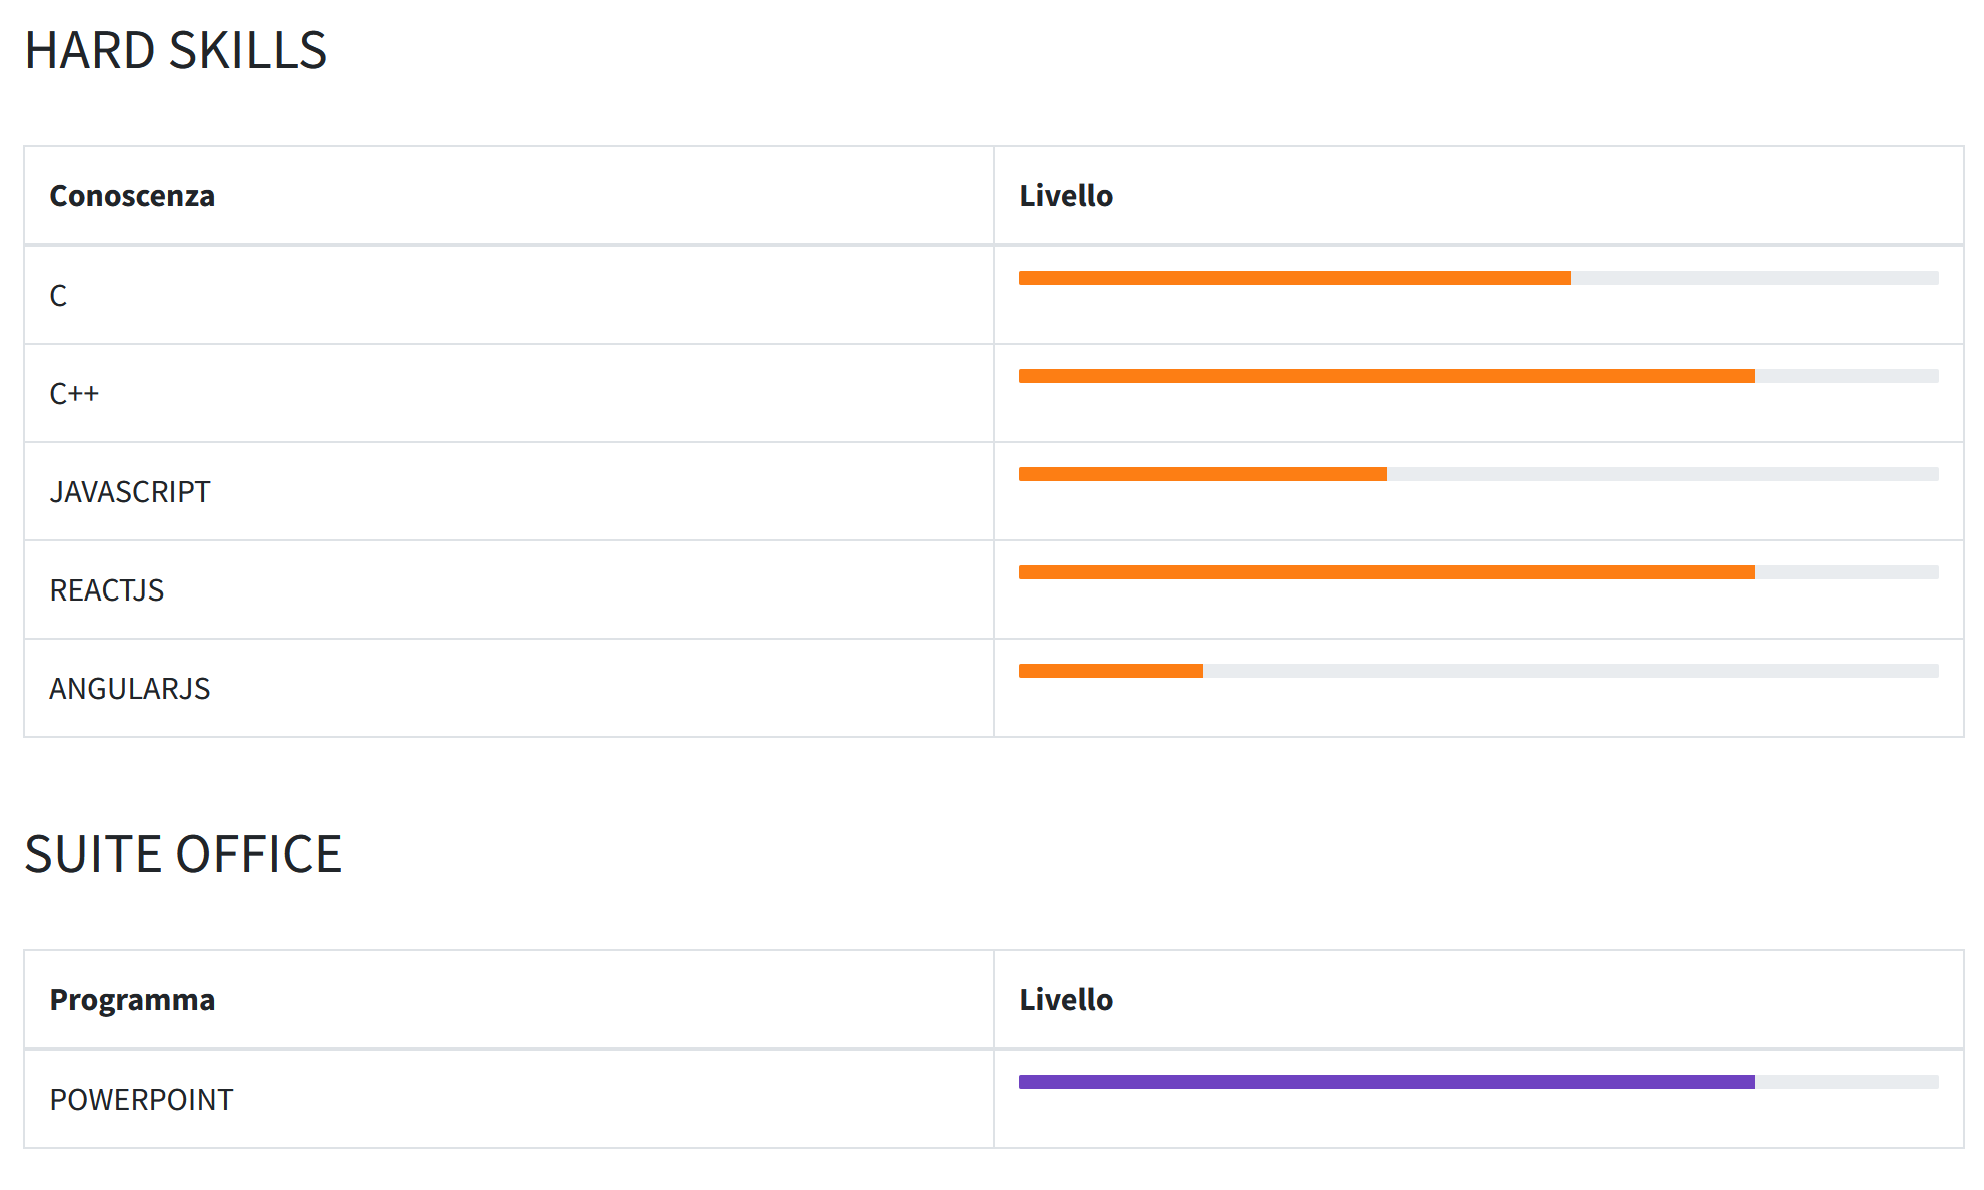 HARD SKILLS
Conoscenza Livello
C
C++
JAVASCRIPT
REACTJS
ANGULARJS
SUITE OFFICE
Programma Livello
POWERPOINT